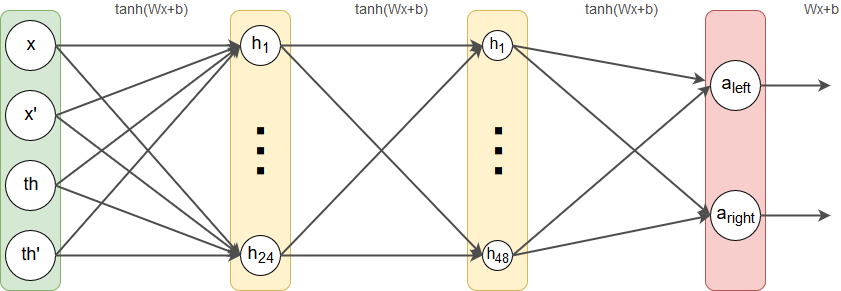 tanh(Wx+b) tanh(Wx+b) tanh(Wx+b) Wx+b
x h1 h1
aleft
x'
th
aright
th' h24 h48